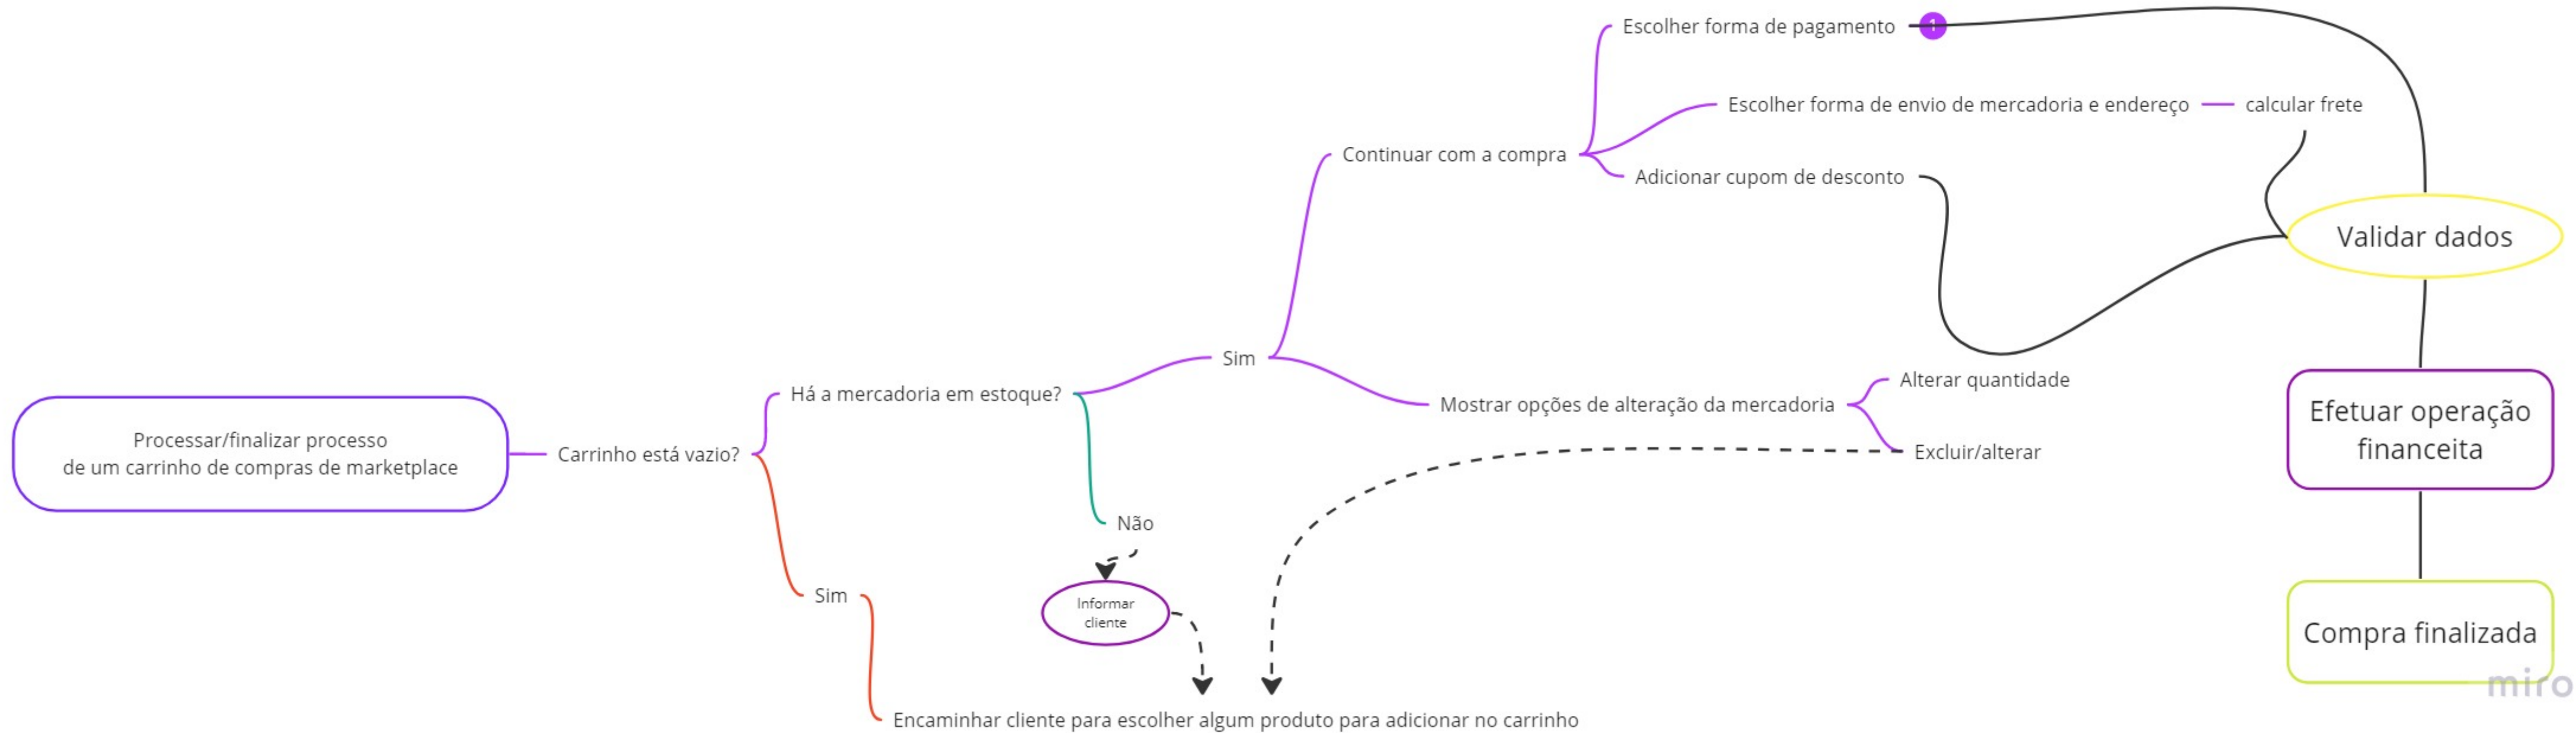 Escolher forma de pagamento
1
Escolher forma de envio de mercadoria e endereço
calcular frete
Continuar com a compra
Adicionar cupom de desconto
Validar dados
Sim
Há a mercadoria em estoque?
Alterar quantidade
Mostrar opções de alteração da mercadoria
Efetuar operação
financeita
Processar/finalizar processo
de um carrinho de compras de marketplace
Carrinho está vazio?
Excluir/alterar
Não
Sim
Informar
cliente
Compra finalizada
miro
Encaminhar cliente para escolher algum produto para adicionar no carrinho